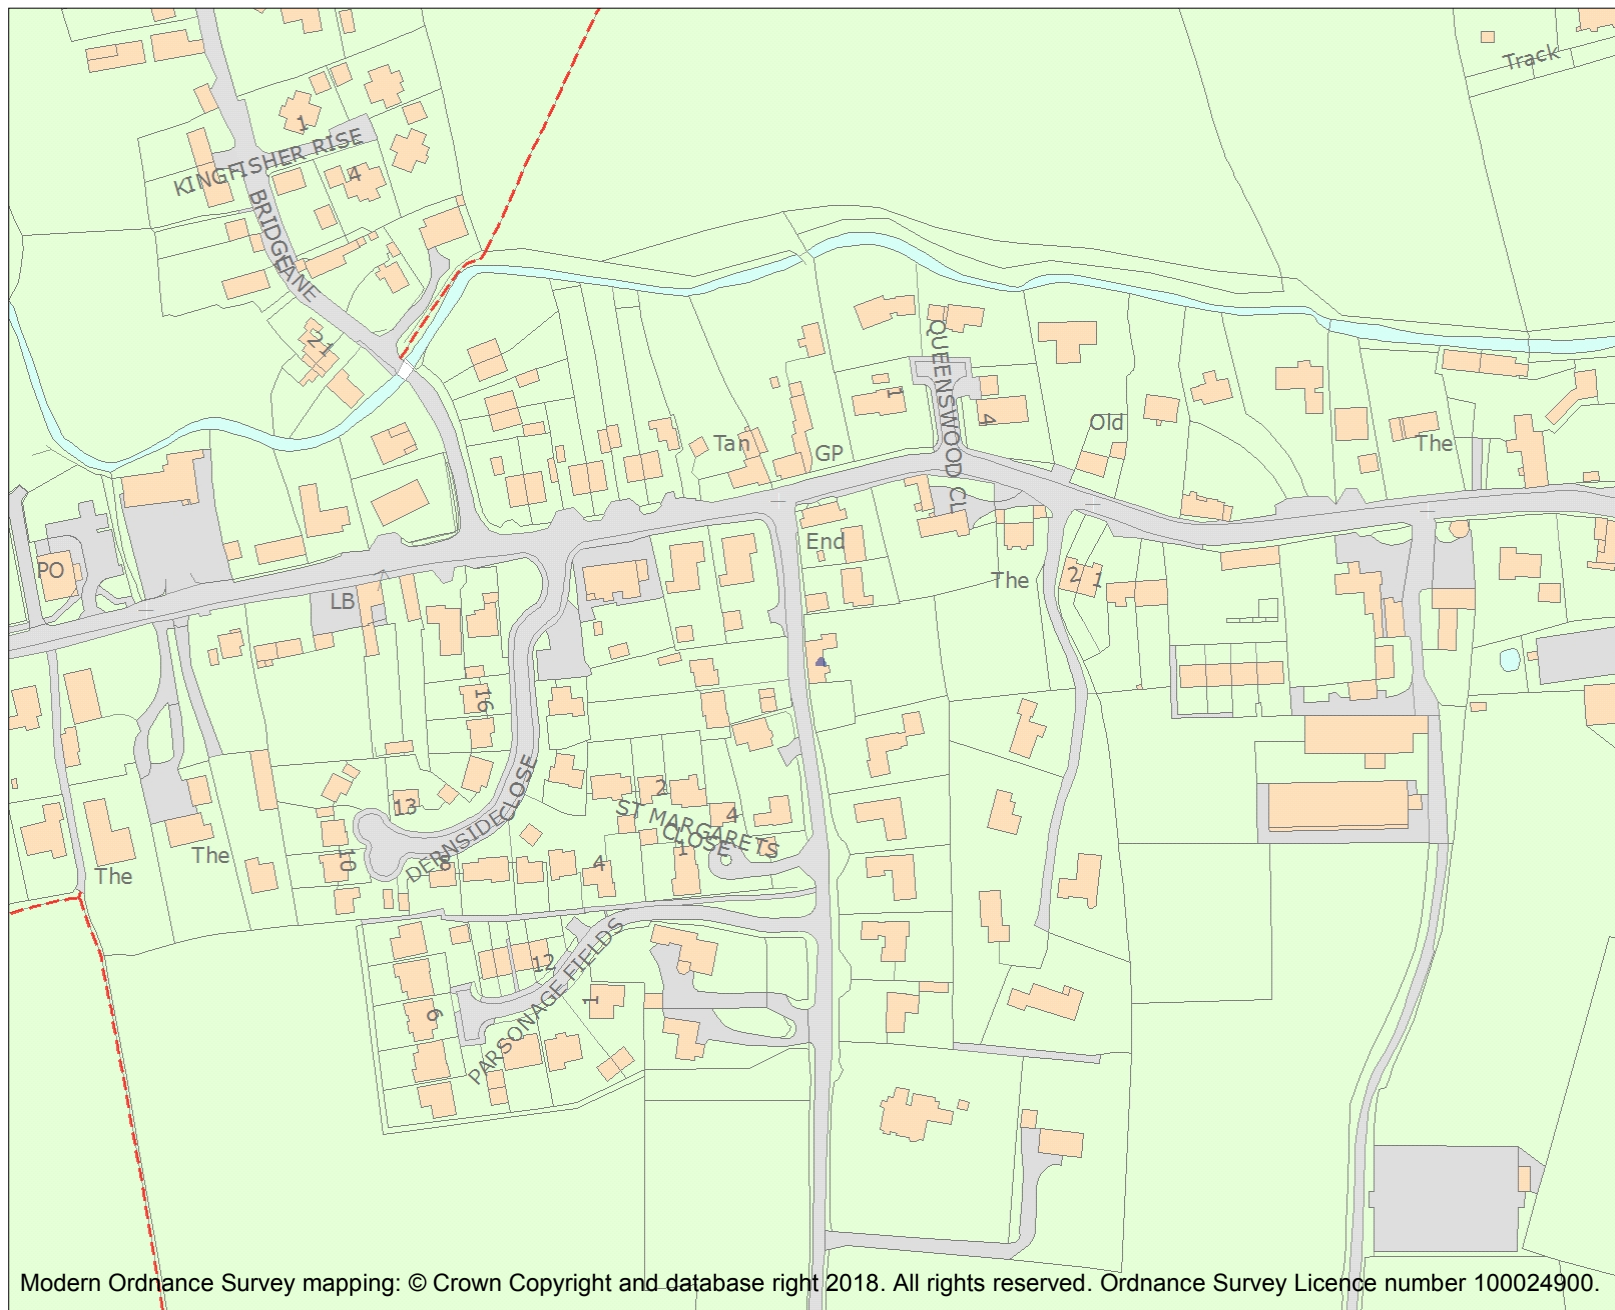 Track
1
KINGFISHER RISE
4
BRIDGE
LANE
21
QUEENSWOOD CL
1
4
Old
Tan
GP
The
End
PO
LB
The
2
1
16
13
DERNSIDE CLOSE
2
ST MARGARETS
CLOSE
4
1
The
The
10
8
4
12
PARSONAGE FIELDS
1
6
Modern Ordnance Survey mapping: © Crown Copyright and database right 2018. All rights reserved. Ordnance Survey Licence number 100024900.